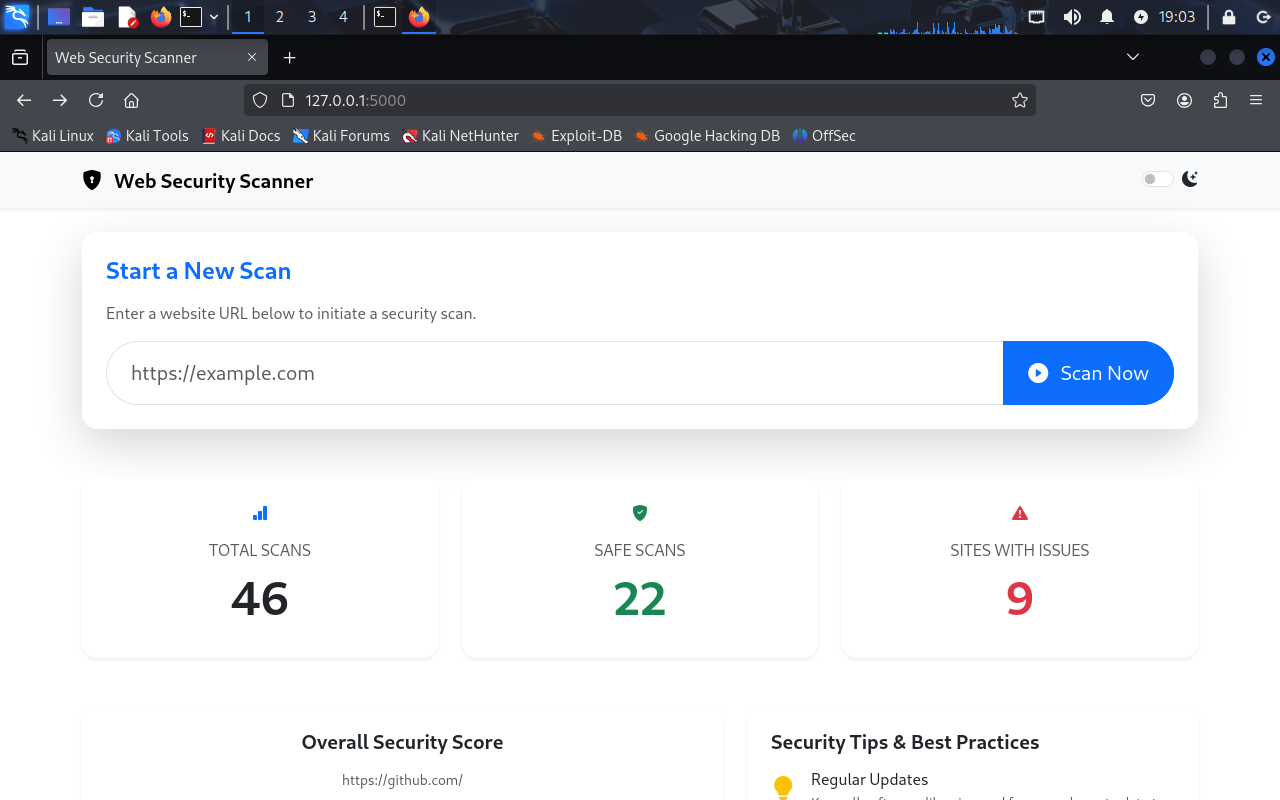 1 2 3 4 19:03
Web Security Scanner
127.0.0.1:5000
Kali Linux Kali Tools Kali Docs Kali Forums Kali NetHunter Exploit-DB Google Hacking DB OffSec
Web Security Scanner
Start a New Scan
Enter a website URL below to initiate a security scan.
https://example.com Scan Now
TOTAL SCANS
46
SAFE SCANS
22
SITES WITH ISSUES
9
Overall Security Score
https://github.com/
Security Tips & Best Practices
Regular Updates